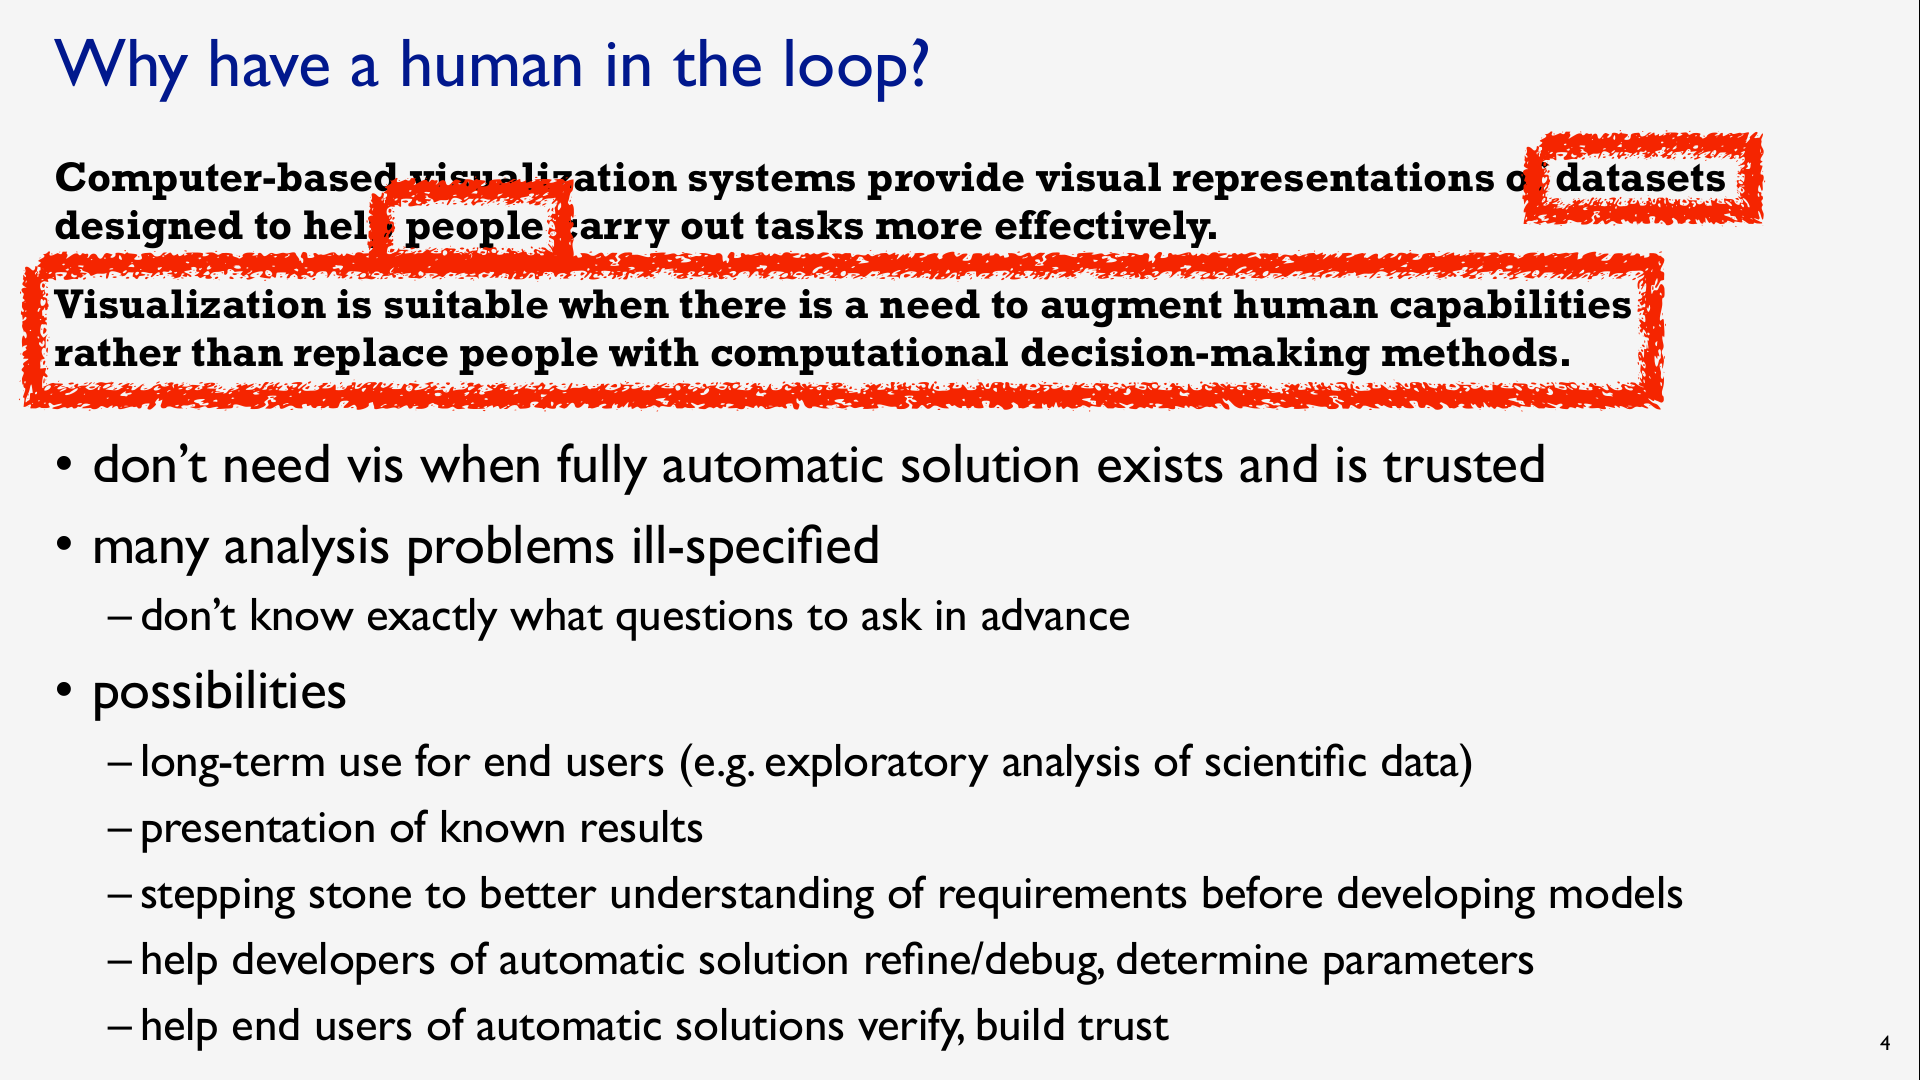 Why have a human in the loop?
Computer-based visualization systems provide visual representations of datasets
designed to help people carry out tasks more effectively.
Visualization is suitable when there is a need to augment human capabilities
rather than replace people with computational decision-making methods.
• don’t need vis when fully automatic solution exists and is trusted
• many analysis problems ill-specified
– don’t know exactly what questions to ask in advance
• possibilities
– long-term use for end users (e.g. exploratory analysis of scientific data)
– presentation of known results
– stepping stone to better understanding of requirements before developing models
– help developers of automatic solution refine/debug, determine parameters
– help end users of automatic solutions verify, build trust
4